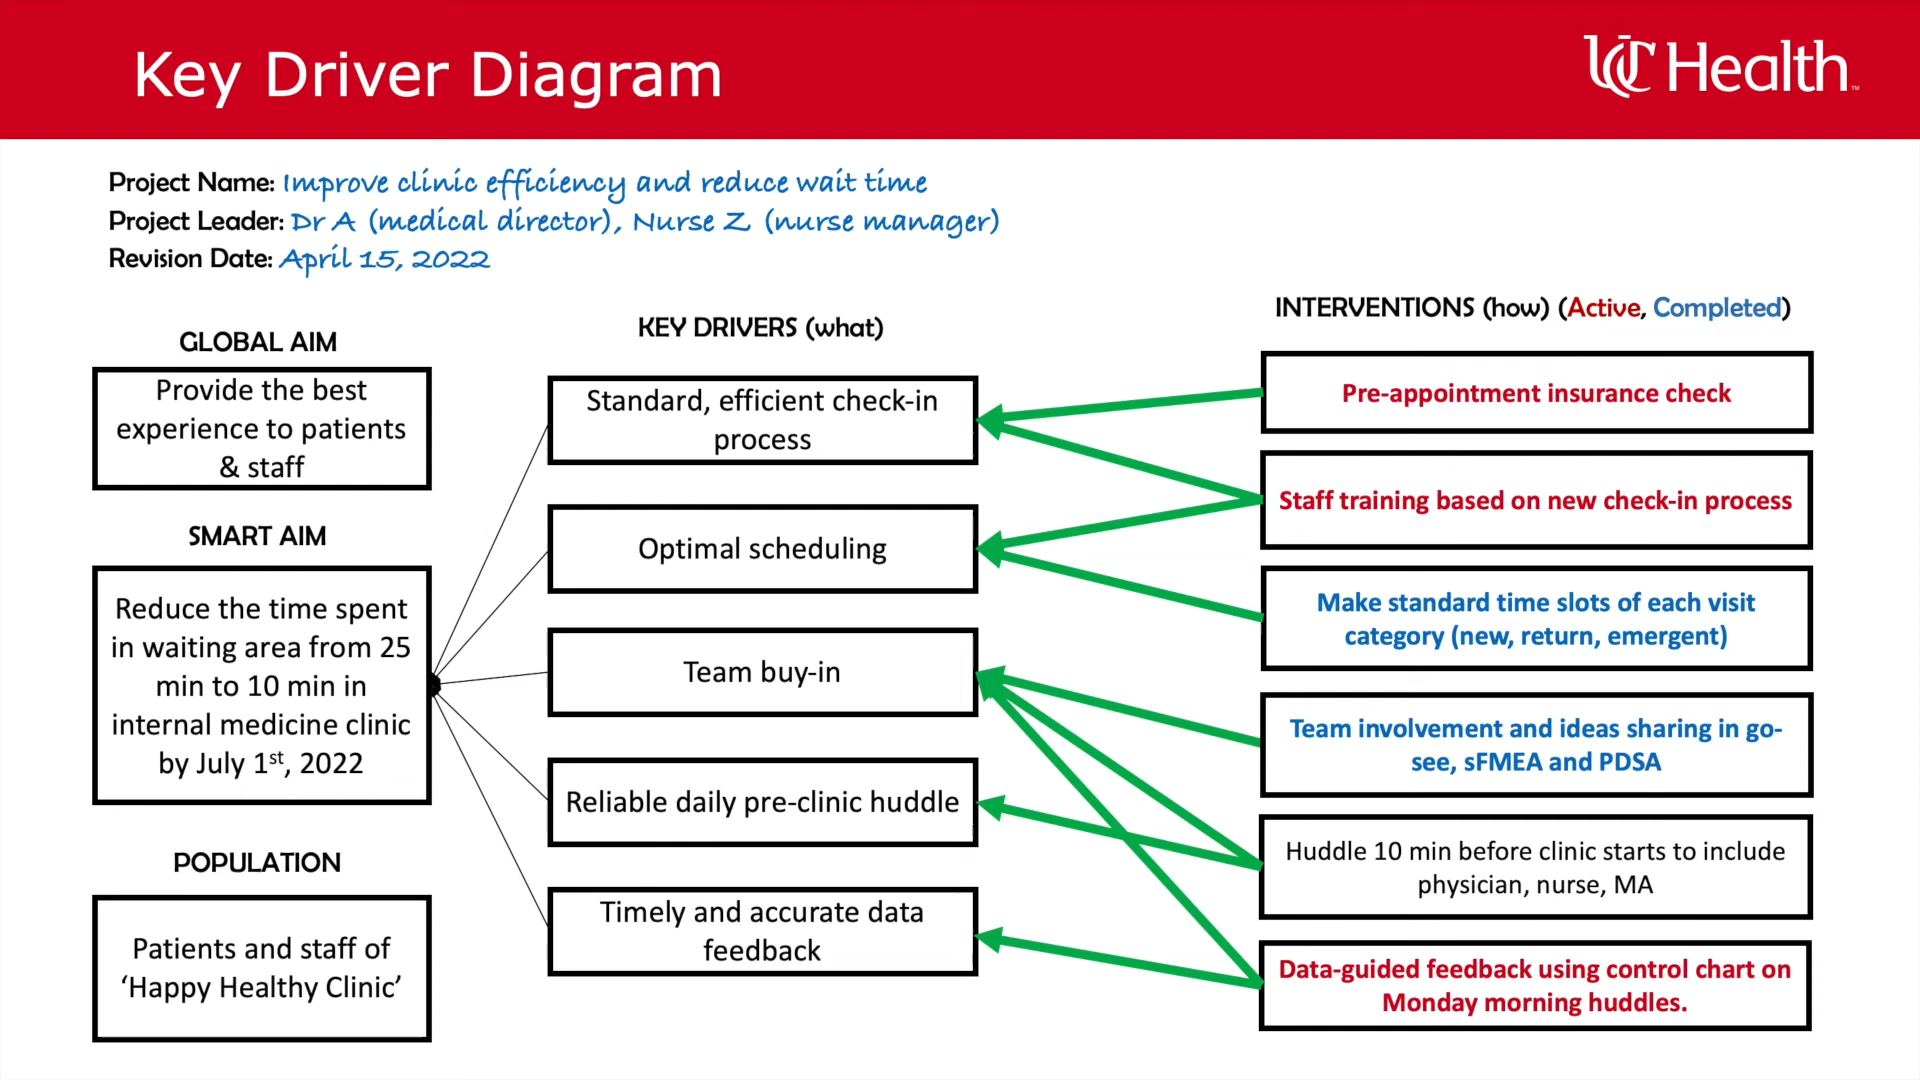 Key Driver Diagram
UC Health™
Project Name: Improve clinic efficiency and reduce wait time
Project Leader: Dr A (medical director), Nurse Z (nurse manager)
Revision Date: April 15, 2022
GLOBAL AIM
Provide the best
experience to patients
& staff
SMART AIM
Reduce the time spent
in waiting area from 25
min to 10 min in
internal medicine clinic
by July 1st, 2022
POPULATION
Patients and staff of
‘Happy Healthy Clinic’
KEY DRIVERS (what)
Standard, efficient check-in
process
Optimal scheduling
Team buy-in
Reliable daily pre-clinic huddle
Timely and accurate data
feedback
INTERVENTIONS (how) (Active, Completed)
Pre-appointment insurance check
Staff training based on new check-in process
Make standard time slots of each visit
category (new, return, emergent)
Team involvement and ideas sharing in go-
see, sFMEA and PDSA
Huddle 10 min before clinic starts to include
physician, nurse, MA
Data-guided feedback using control chart on
Monday morning huddles.